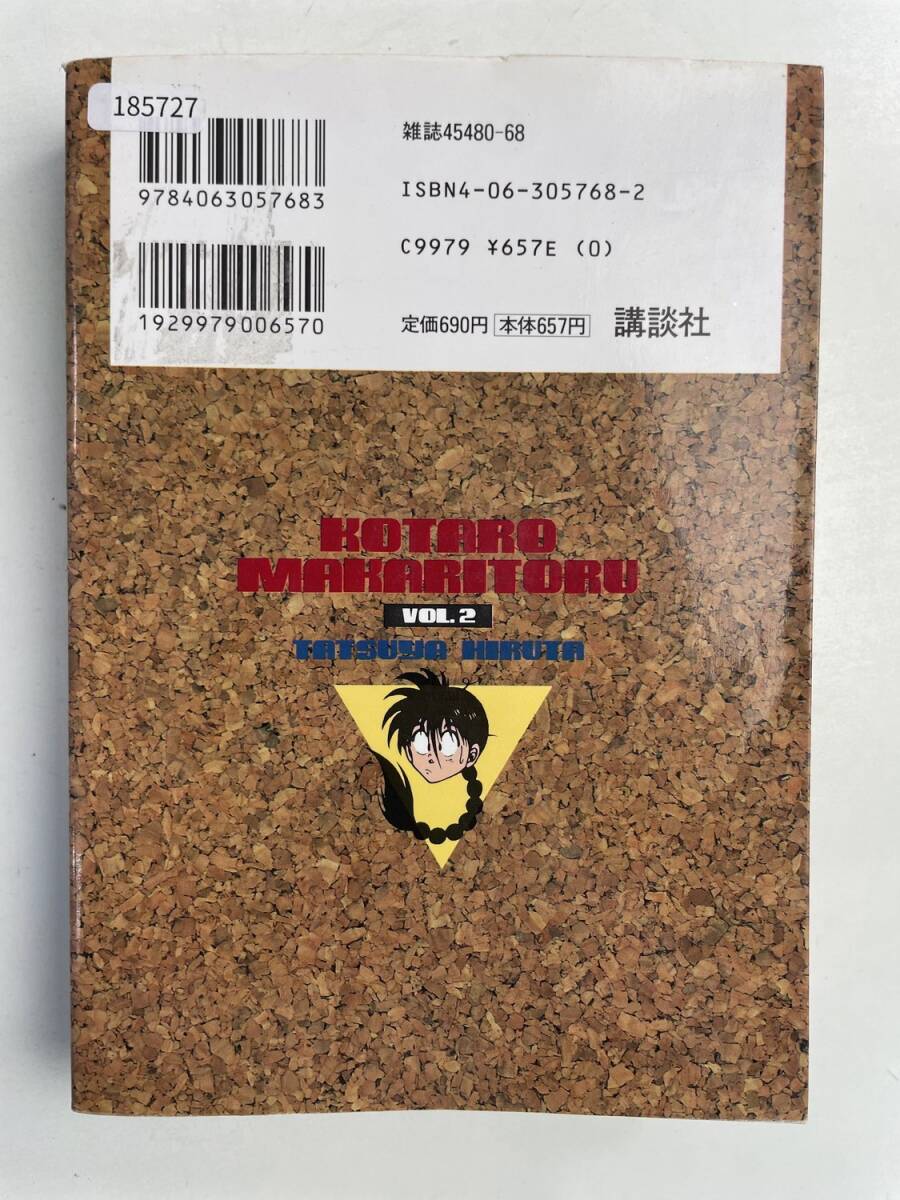 185727
9784063057683
1929979006570
雑誌45480-68
ISBN4-06-305768-2
C9979 ¥657E (0)
定価690円 本体657円 講談社
KOTARO
MAKARITORU
VOL.2
TATSUYA HIRUTA